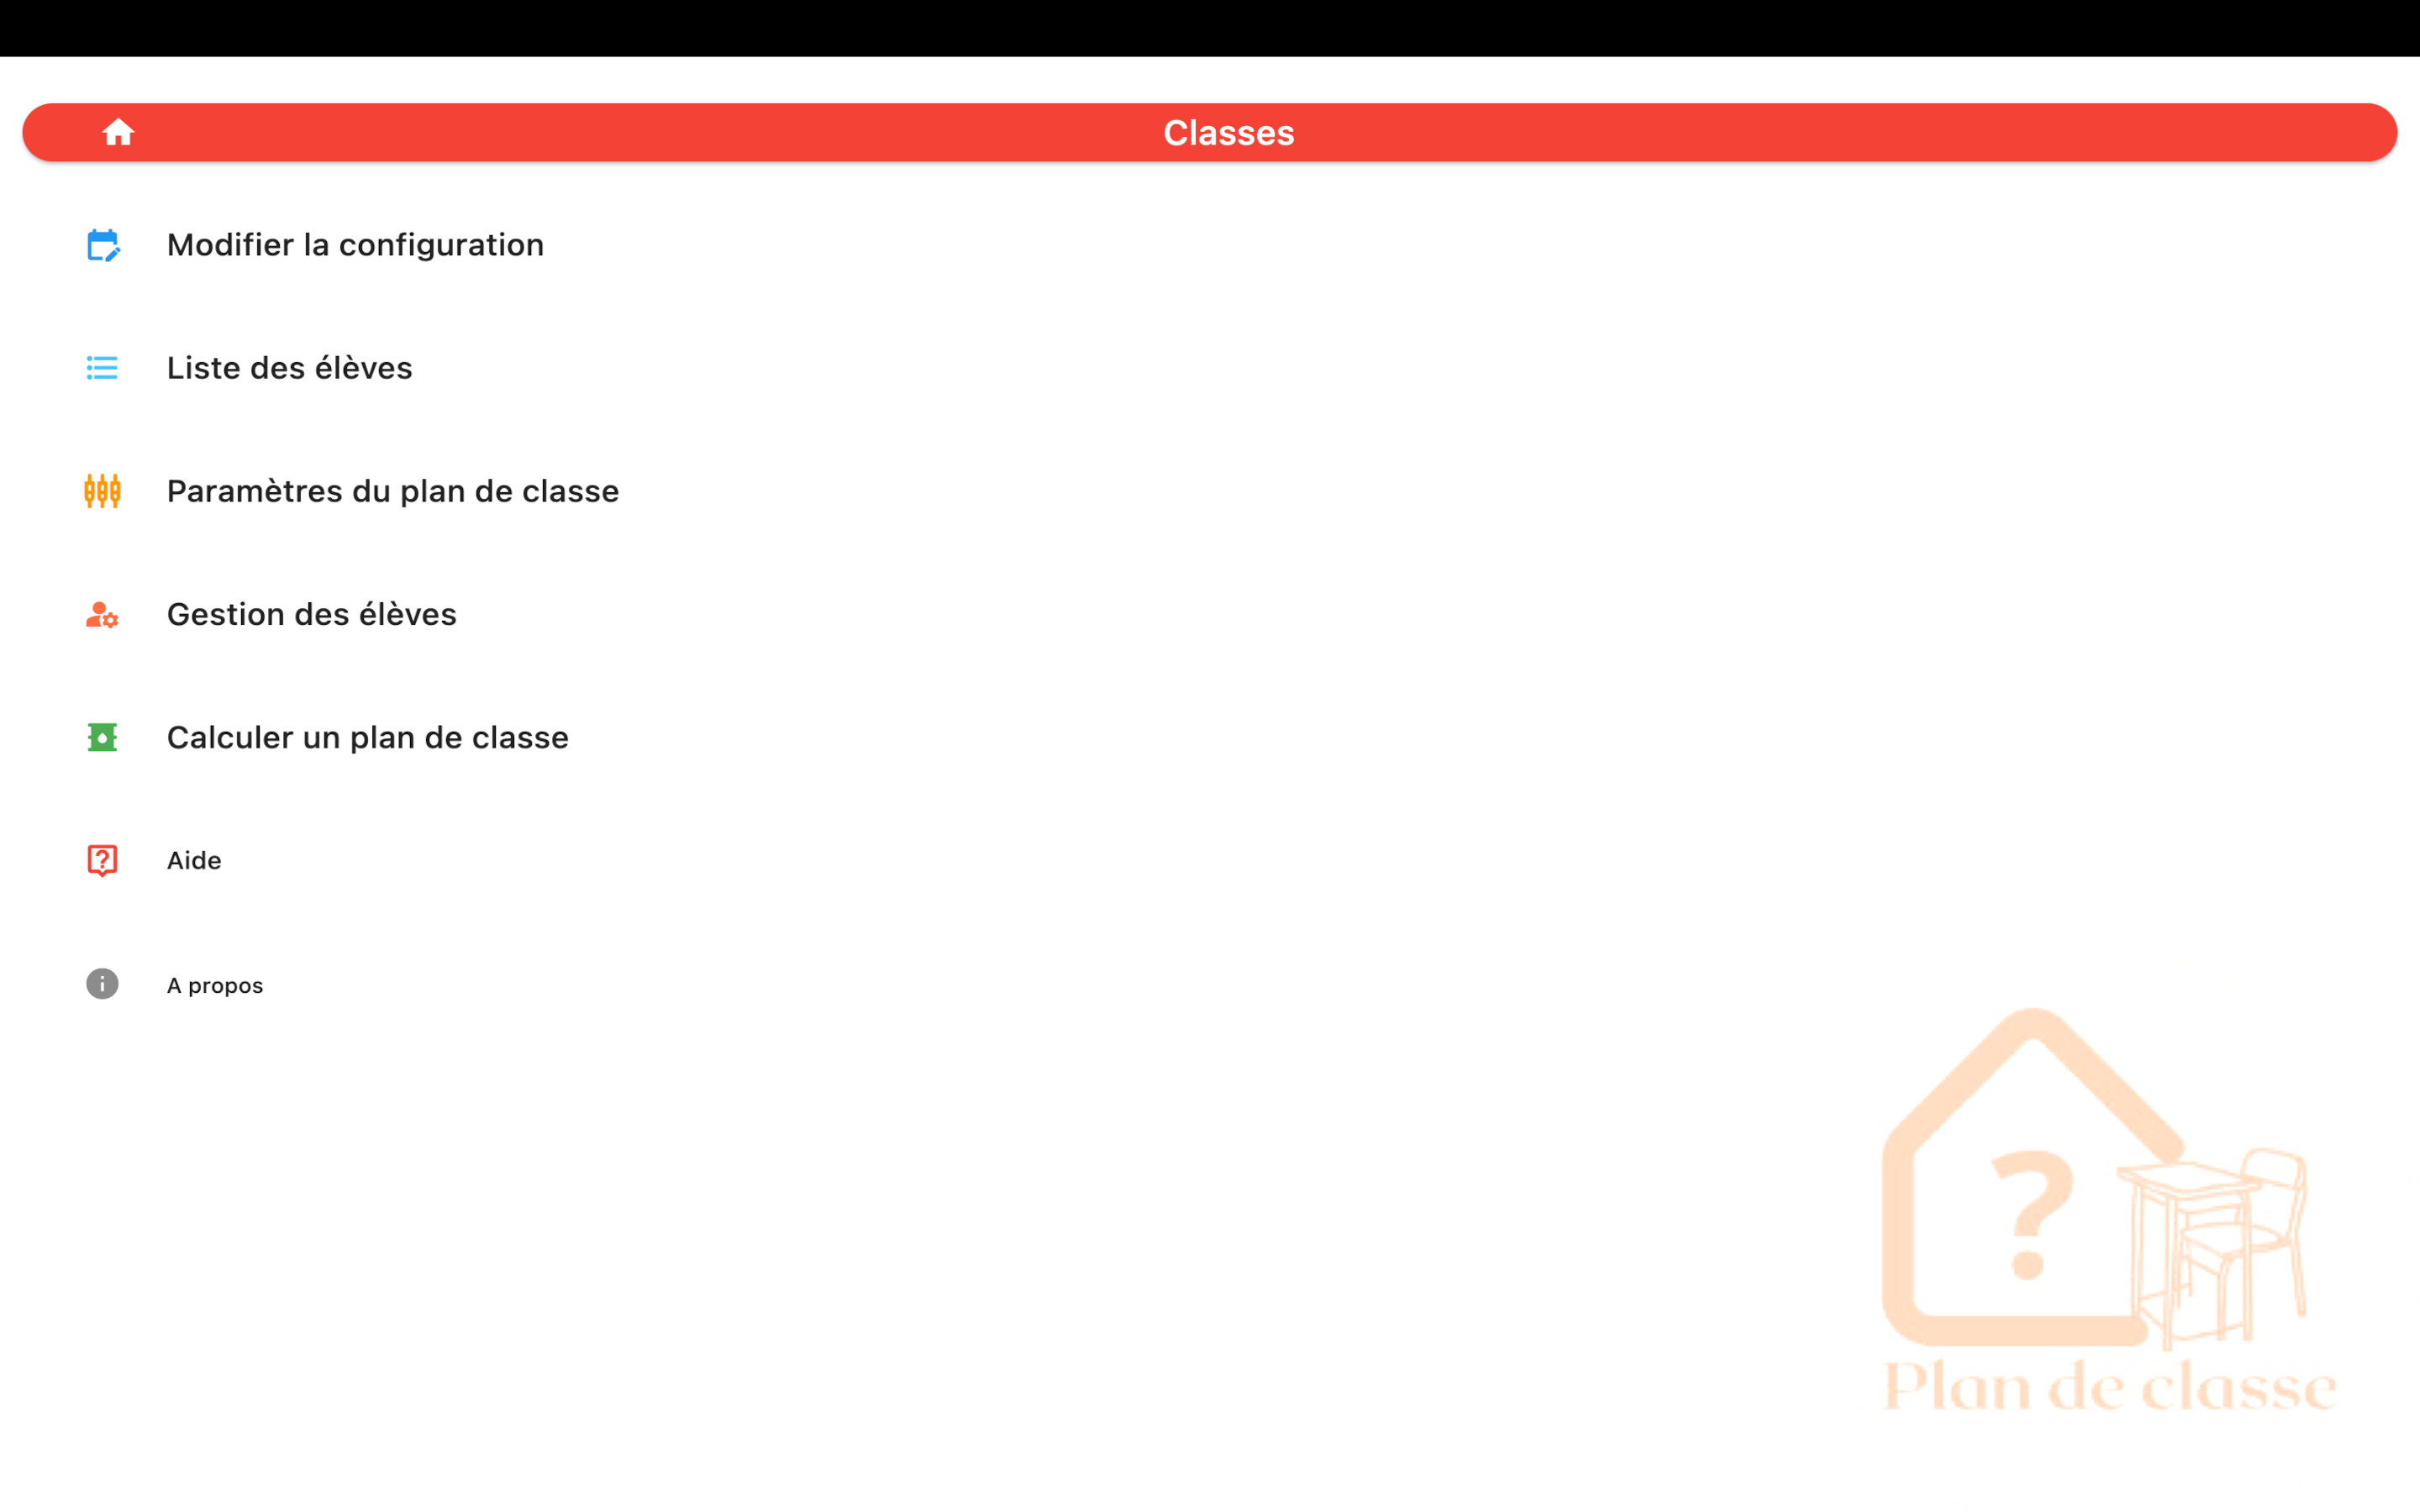 Classes
Modifier la configuration
Liste des élèves
Paramètres du plan de classe
Gestion des élèves
Calculer un plan de classe
Aide
A propos
?
Plan de classe